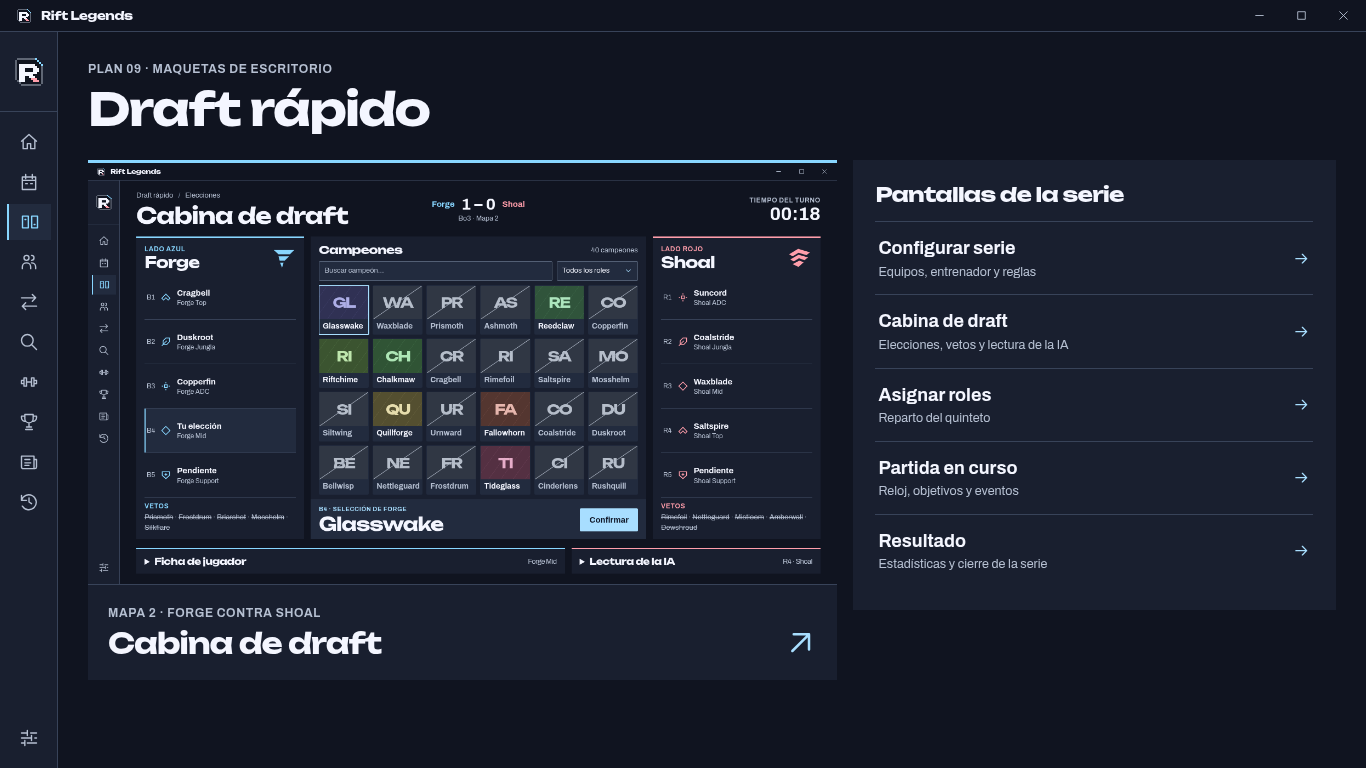 Rift Legends
PLAN 09 · MAQUETAS DE ESCRITORIO
Draft rápido
Rift Legends
Draft rápido / Elecciones
Cabina de draft
Forge 1–0 Shoal
Bo3 · Mapa 2
TIEMPO DEL TURNO
00:18
LADO AZUL
Forge
B1 Cragbell
Forge Top
B2 Duskroot
Forge Jungla
B3 Copperfin
Forge ADC
B4 Tu elección
Forge Mid
B5 Pendiente
Forge Support
VETOS
Prismoth · Frostdrum · Briarshot · Mossholm ·
Silkflare
Campeones
40 campeones
Buscar campeón...
Todos los roles
GL WA PR AS RE CO
Glasswake Waxblade Prismoth Ashmoth Reedclaw Copperfin
RI CH CR RI SA MO
Riftchime Chalkmaw Cragbell Rimefoil Saltspire Mosshelm
SI QU UR FA CO DU
Siltwing Quillforge Urnward Fallowhorn Coalstride Duskroot
BE NE FR TI CI RU
Bellwisp Nettleguard Frostdrum Tideglass Cinderlens Rushquill
B4 · SELECCIÓN DE FORGE
Glasswake
Confirmar
LADO ROJO
Shoal
R1 Suncord
Shoal ADC
R2 Coalstride
Shoal Jungla
R3 Waxblade
Shoal Mid
R4 Saltspire
Shoal Top
R5 Pendiente
Shoal Support
VETOS
Rimefoil · Nettleguard · Mistloom · Amberwail ·
Dewshroud
Ficha de jugador
Forge Mid
Lectura de la IA
R4 · Shoal
MAPA 2 · FORGE CONTRA SHOAL
Cabina de draft
Pantallas de la serie
Configurar serie
Equipos, entrenador y reglas
Cabina de draft
Elecciones, vetos y lectura de la IA
Asignar roles
Reparto del quinteto
Partida en curso
Reloj, objetivos y eventos
Resultado
Estadísticas y cierre de la serie